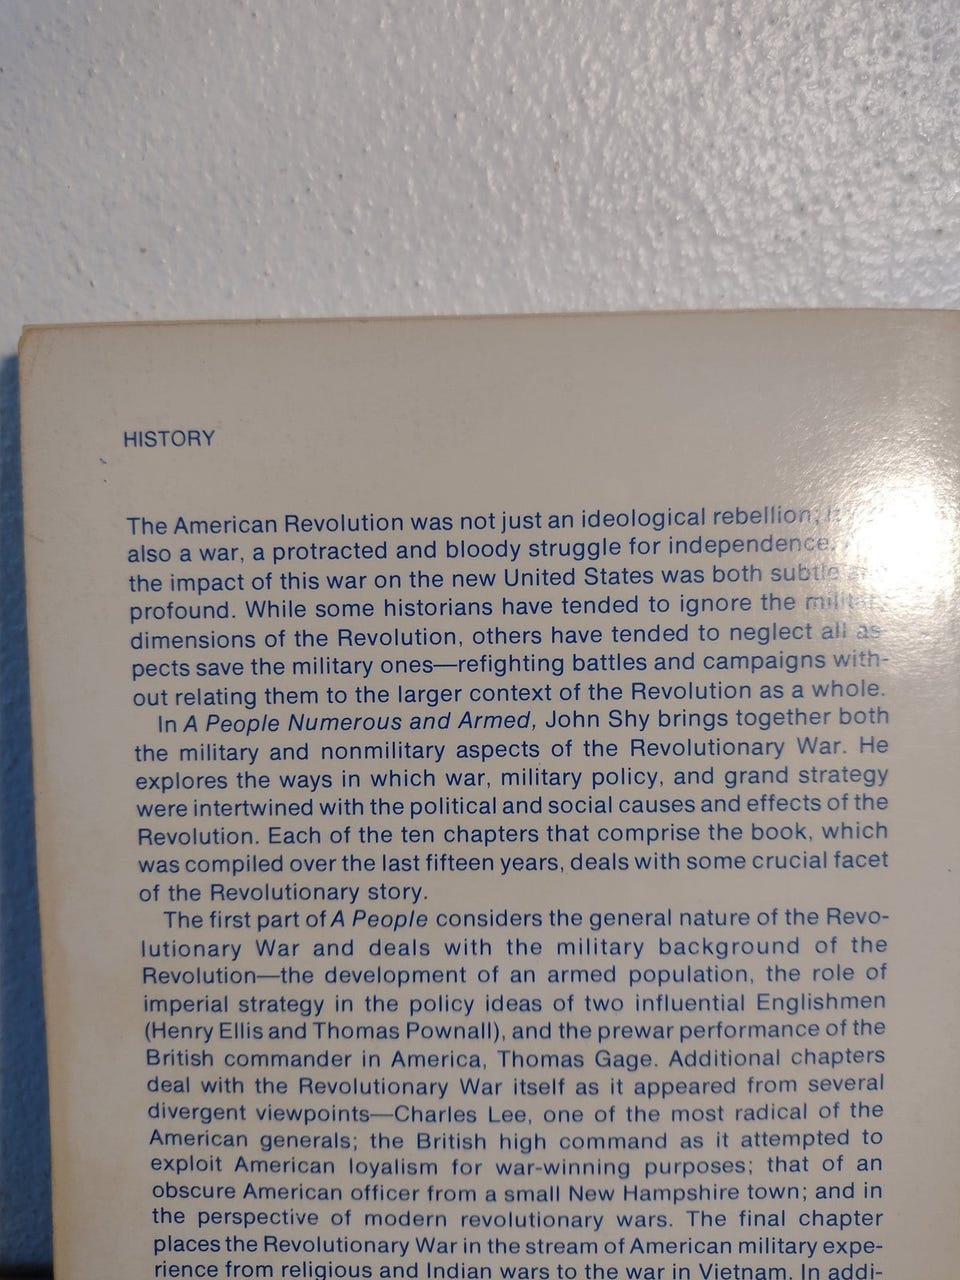 HISTORY
The American Revolution was not just an ideological rebellion;
also a war, a protracted and bloody struggle for independence.
the impact of this war on the new United States was both subtle and
profound. While some historians have tended to ignore the military
dimensions of the Revolution, others have tended to neglect all as-
pects save the military ones—refighting battles and campaigns with-
out relating them to the larger context of the Revolution as a whole.
In A People Numerous and Armed, John Shy brings together both
the military and nonmilitary aspects of the Revolutionary War. He
explores the ways in which war, military policy, and grand strategy
were intertwined with the political and social causes and effects of the
Revolution. Each of the ten chapters that comprise the book, which
was compiled over the last fifteen years, deals with some crucial facet
of the Revolutionary story.
The first part of A People considers the general nature of the Revo-
lutionary War and deals with the military background of the
Revolution—the development of an armed population, the role of
imperial strategy in the policy ideas of two influential Englishmen
(Henry Ellis and Thomas Pownall), and the prewar performance of the
British commander in America, Thomas Gage. Additional chapters
deal with the Revolutionary War itself as it appeared from several
divergent viewpoints—Charles Lee, one of the most radical of the
American generals; the British high command as it attempted to
exploit American loyalism for war-winning purposes; that of an
obscure American officer from a small New Hampshire town; and in
the perspective of modern revolutionary wars. The final chapter
places the Revolutionary War in the stream of American military expe-
rience from religious and Indian wars to the war in Vietnam. In addi-